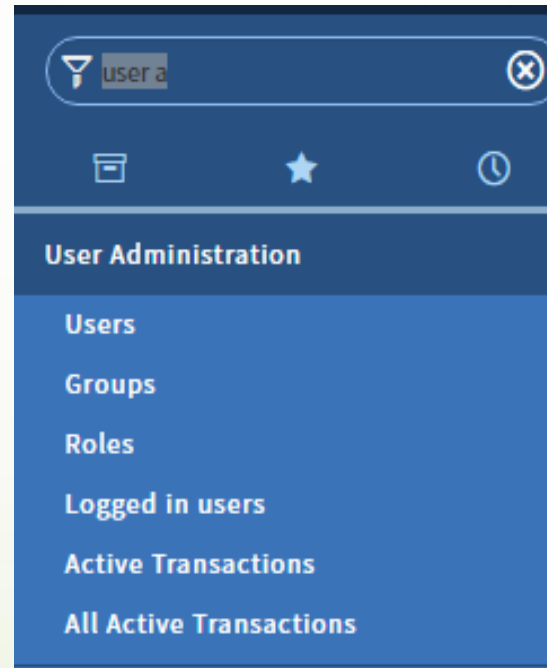 user a
User Administration
Users
Groups
Roles
Logged in users
Active Transactions
All Active Transactions